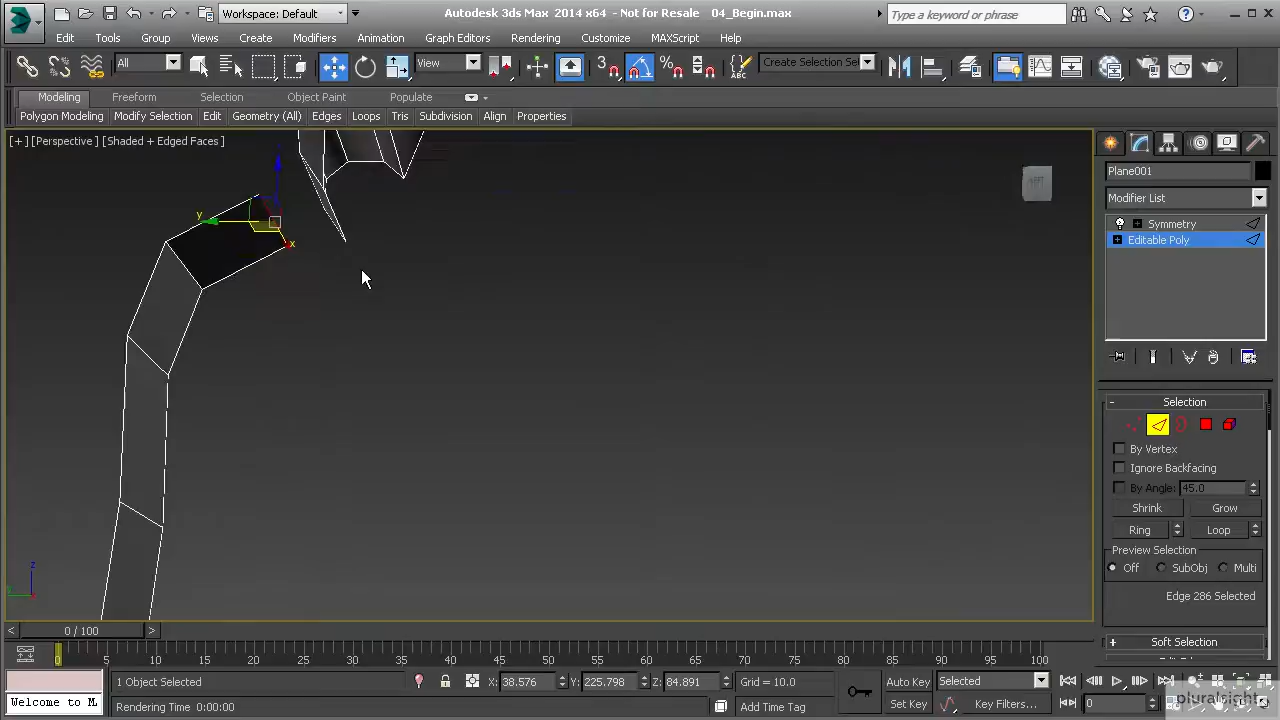 Workspace: Default
Autodesk 3ds Max 2014 x64 - Not for Resale 04_Begin.max
Type a keyword or phrase
Edit Tools Group Views Create Modifiers Animation Graph Editors Rendering Customize MAXScript Help
All View 3 Create Selection Se
Modeling Freeform Selection Object Paint Populate
Polygon Modeling Modify Selection Edit Geometry (All) Edges Loops Tris Subdivision Align Properties
[+] [Perspective] [Shaded + Edged Faces]
Plane001
Modifier List
Symmetry
Editable Poly
y
x
Selection
By Vertex
Ignore Backfacing
By Angle: 45.0
Shrink Grow
Ring Loop
Preview Selection
Off SubObj Multi
Edge 286 Selected
z
Soft Selection
0 / 100
0 5 10 15 20 25 30 35 40 45 50 55 60 65 70 75 80 85 90 95 100
1 Object Selected X: 38.576 Y: 225.798 Z: 84.891 Grid = 10.0 Auto Key Selected
Welcome to M Rendering Time 0:00:00 Add Time Tag Set Key Key Filters... 0
pluralsight